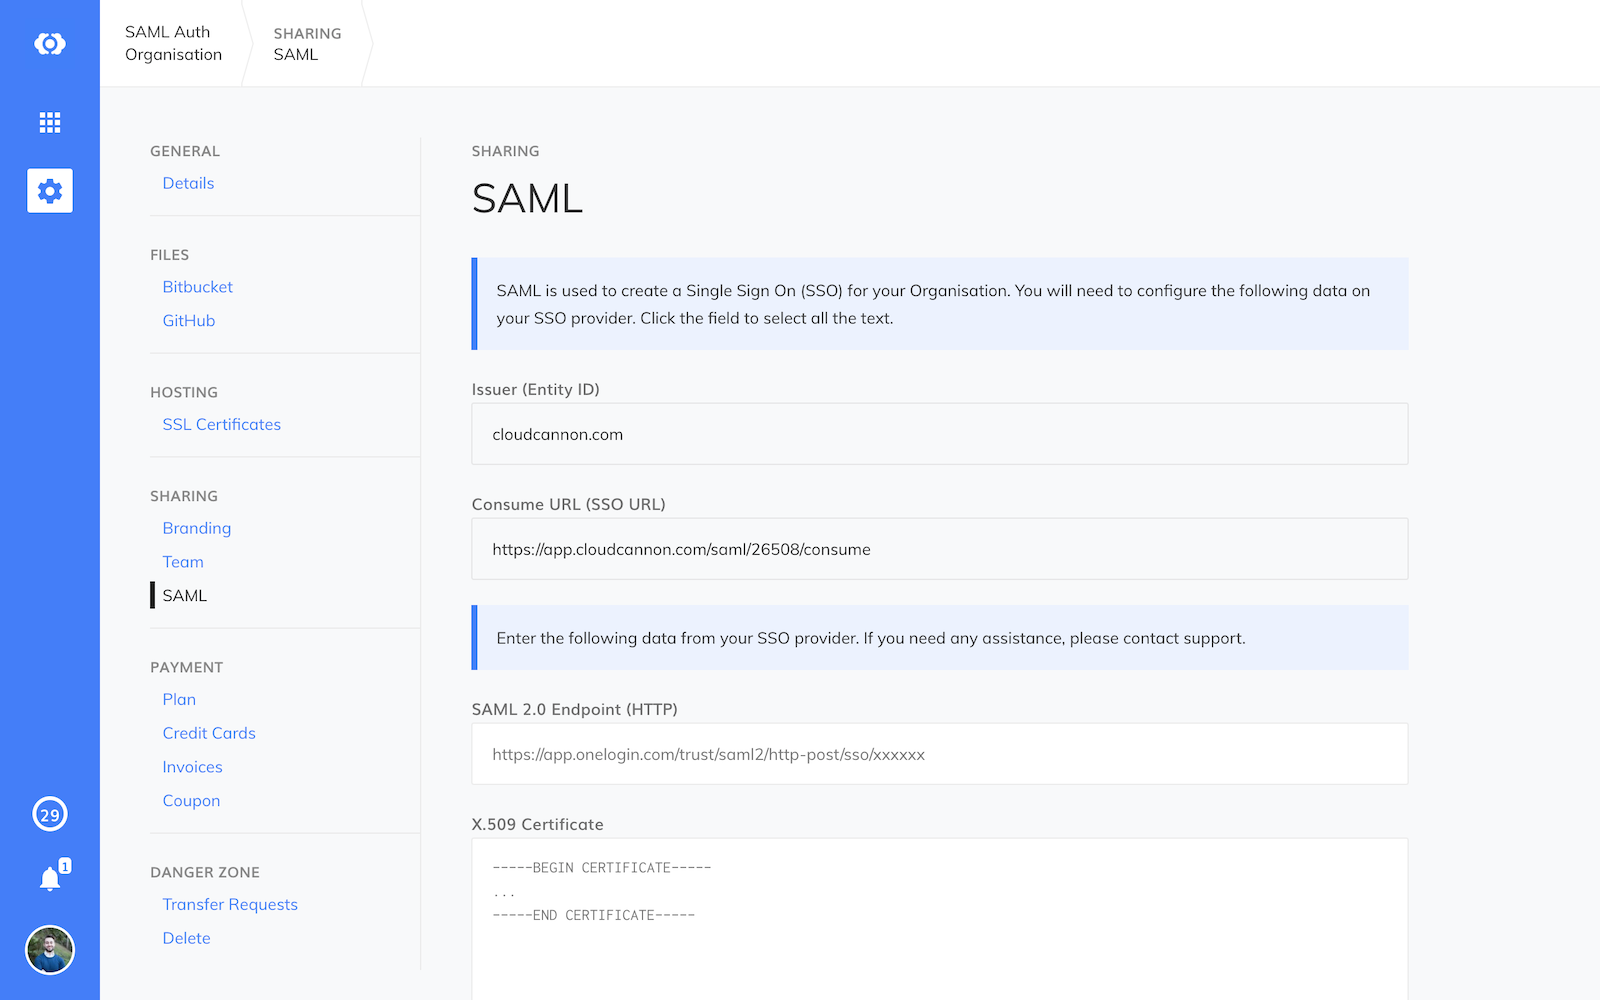 SAML Auth
Organisation
SHARING
SAML
GENERAL
Details
FILES
Bitbucket
GitHub
HOSTING
SSL Certificates
SHARING
Branding
Team
SAML
PAYMENT
Plan
Credit Cards
Invoices
Coupon
DANGER ZONE
Transfer Requests
Delete
29
1
SHARING
SAML
SAML is used to create a Single Sign On (SSO) for your Organisation. You will need to configure the following data on
your SSO provider. Click the field to select all the text.
Issuer (Entity ID)
cloudcannon.com
Consume URL (SSO URL)
https://app.cloudcannon.com/saml/26508/consume
Enter the following data from your SSO provider. If you need any assistance, please contact support.
SAML 2.0 Endpoint (HTTP)
https://app.onelogin.com/trust/saml2/http-post/sso/xxxxxx
X.509 Certificate
-----BEGIN CERTIFICATE-----
...
-----END CERTIFICATE-----